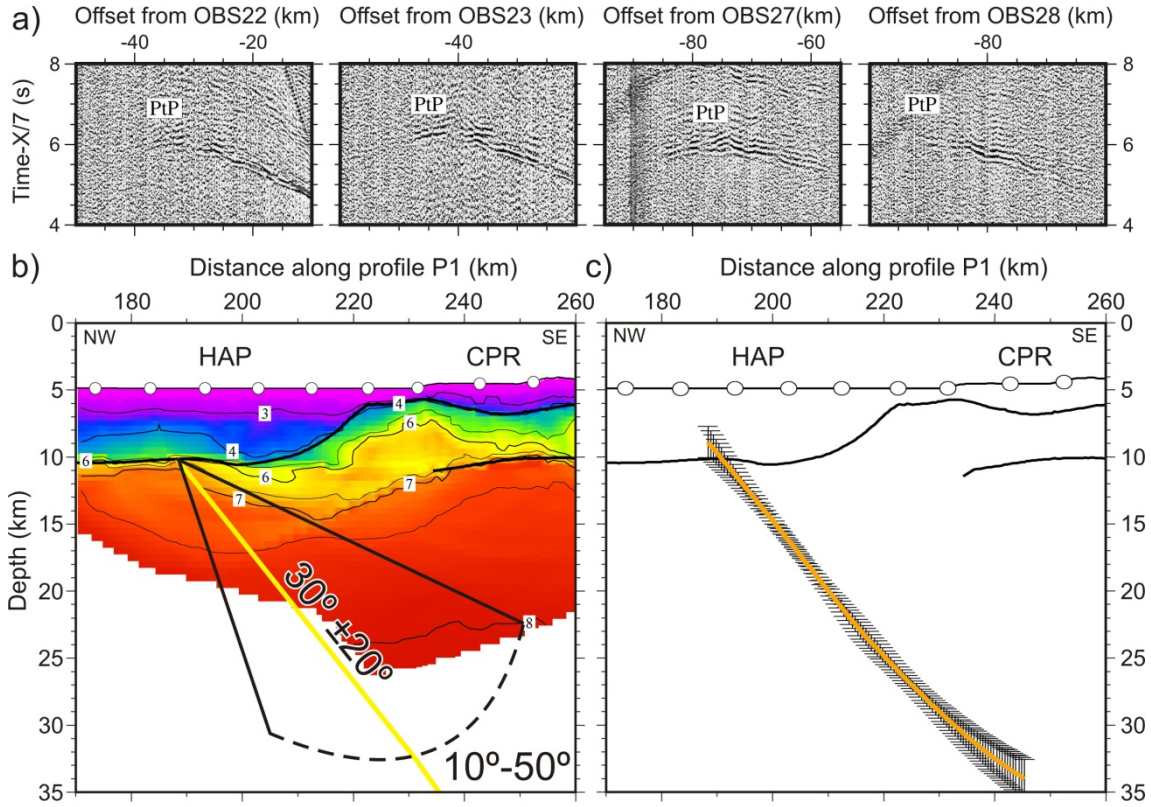 a)
Offset from OBS22 (km)
Offset from OBS23 (km)
Offset from OBS27(km)
Offset from OBS28 (km)
-40 -20
-40
-80 -60
-80
8
6
4
Time-X/7 (s)
PtP
PtP
PtP
PtP
8
6
4
b)
Distance along profile P1 (km)
180 200 220 240 260
0
5
10
15
20
25
30
35
Depth (km)
NW
SE
HAP
CPR
3
4
6
4
6
6
7
7
8
30º ±20º
10º-50º
c)
Distance along profile P1 (km)
180 200 220 240 260
NW
SE
HAP
CPR
0
5
10
15
20
25
30
35